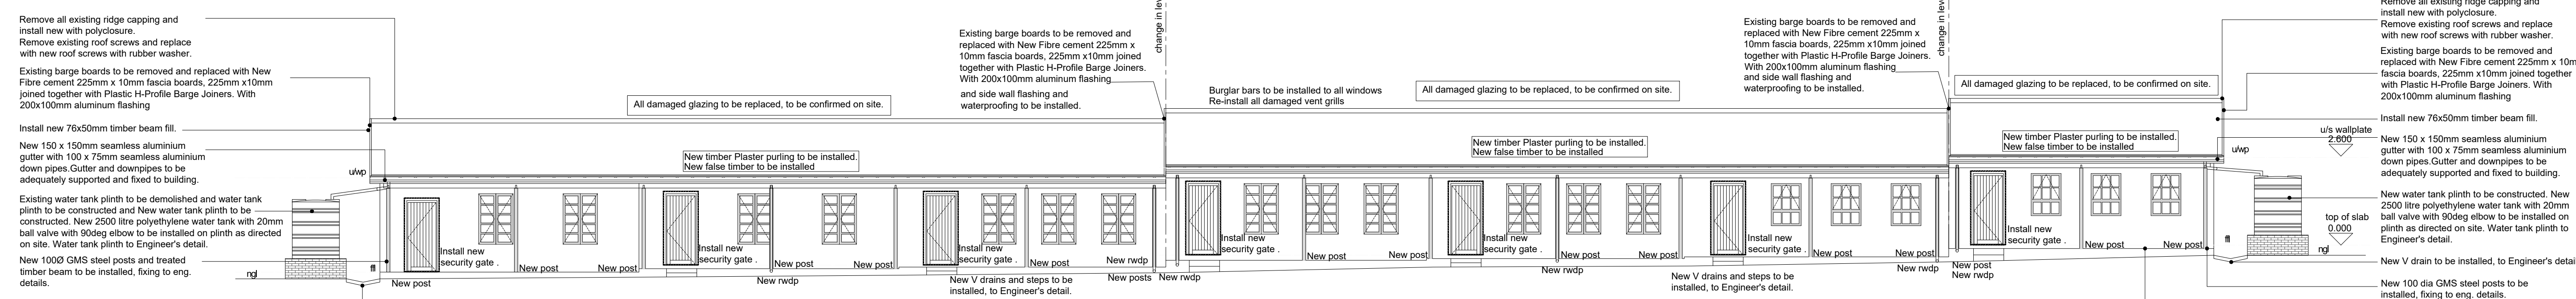 Remove all existing ridge capping and
install new with polyclosure.
Remove existing roof screws and replace
with new roof screws with rubber washer.
Existing barge boards to be removed and replaced with New
Fibre cement 225mm x 10mm fascia boards, 225mm x10mm
joined together with Plastic H-Profile Barge Joiners. With
200x100mm aluminum flashing
Install new 76x50mm timber beam fill.
New 150 x 150mm seamless aluminium
gutter with 100 x 75mm seamless aluminium
down pipes.Gutter and downpipes to be
adequately supported and fixed to building.
Existing water tank plinth to be demolished and water tank
plinth to be constructed and New water tank plinth to be
constructed. New 2500 litre polyethylene water tank with 20mm
ball valve with 90deg elbow to be installed on plinth as directed
on site. Water tank plinth to Engineer's detail.
New 100Ø GMS steel posts and treated
timber beam to be installed, fixing to eng.
details.
ngl
u/wp
ffl
All damaged glazing to be replaced, to be confirmed on site.
New timber Plaster purling to be installed.
New false timber to be installed
Install new
security gate .
New post
New post
New post
Install new
security gate .
New post
New post
New rwdp
Install new
security gate .
New V drains and steps to be
installed, to Engineer's detail.
New rwdp
New posts
Existing barge boards to be removed and
replaced with New Fibre cement 225mm x
10mm fascia boards, 225mm x10mm joined
together with Plastic H-Profile Barge Joiners.
With 200x100mm aluminum flashing
and side wall flashing and
waterproofing to be installed.
change in leve
Burglar bars to be installed to all windows
Re-install all damaged vent grills
All damaged glazing to be replaced, to be confirmed on site.
New timber Plaster purling to be installed.
New false timber to be installed
New rwdp
Install new
security gate .
New post
New post
Install new
security gate .
New rwdp
New post
New post
Install new
security gate .
New V drains and steps to be
installed, to Engineer's detail.
New post
New rwdp
Existing barge boards to be removed and
replaced with New Fibre cement 225mm x
10mm fascia boards, 225mm x10mm joined
together with Plastic H-Profile Barge Joiners.
With 200x100mm aluminum flashing
and side wall flashing and
waterproofing to be installed.
change in leve
All damaged glazing to be replaced, to be confirmed on site.
New timber Plaster purling to be installed.
New false timber to be installed
New post
New rwdp
Install new
security gate .
New post
New post
u/wp
ffl
u/s wallplate
2.600
top of slab
0.000
ngl
Remove all existing ridge capping and
install new with polyclosure.
Remove existing roof screws and replace
with new roof screws with rubber washer.
Existing barge boards to be removed and
replaced with New Fibre cement 225mm x 10m
fascia boards, 225mm x10mm joined together
with Plastic H-Profile Barge Joiners. With
200x100mm aluminum flashing
Install new 76x50mm timber beam fill.
New 150 x 150mm seamless aluminium
gutter with 100 x 75mm seamless aluminium
down pipes.Gutter and downpipes to be
adequately supported and fixed to building.
New water tank plinth to be constructed. New
2500 litre polyethylene water tank with 20mm
ball valve with 90deg elbow to be installed on
plinth as directed on site. Water tank plinth to
Engineer's detail.
New V drain to be installed, to Engineer's detai
New 100 dia GMS steel posts to be
installed, fixing to eng. details.